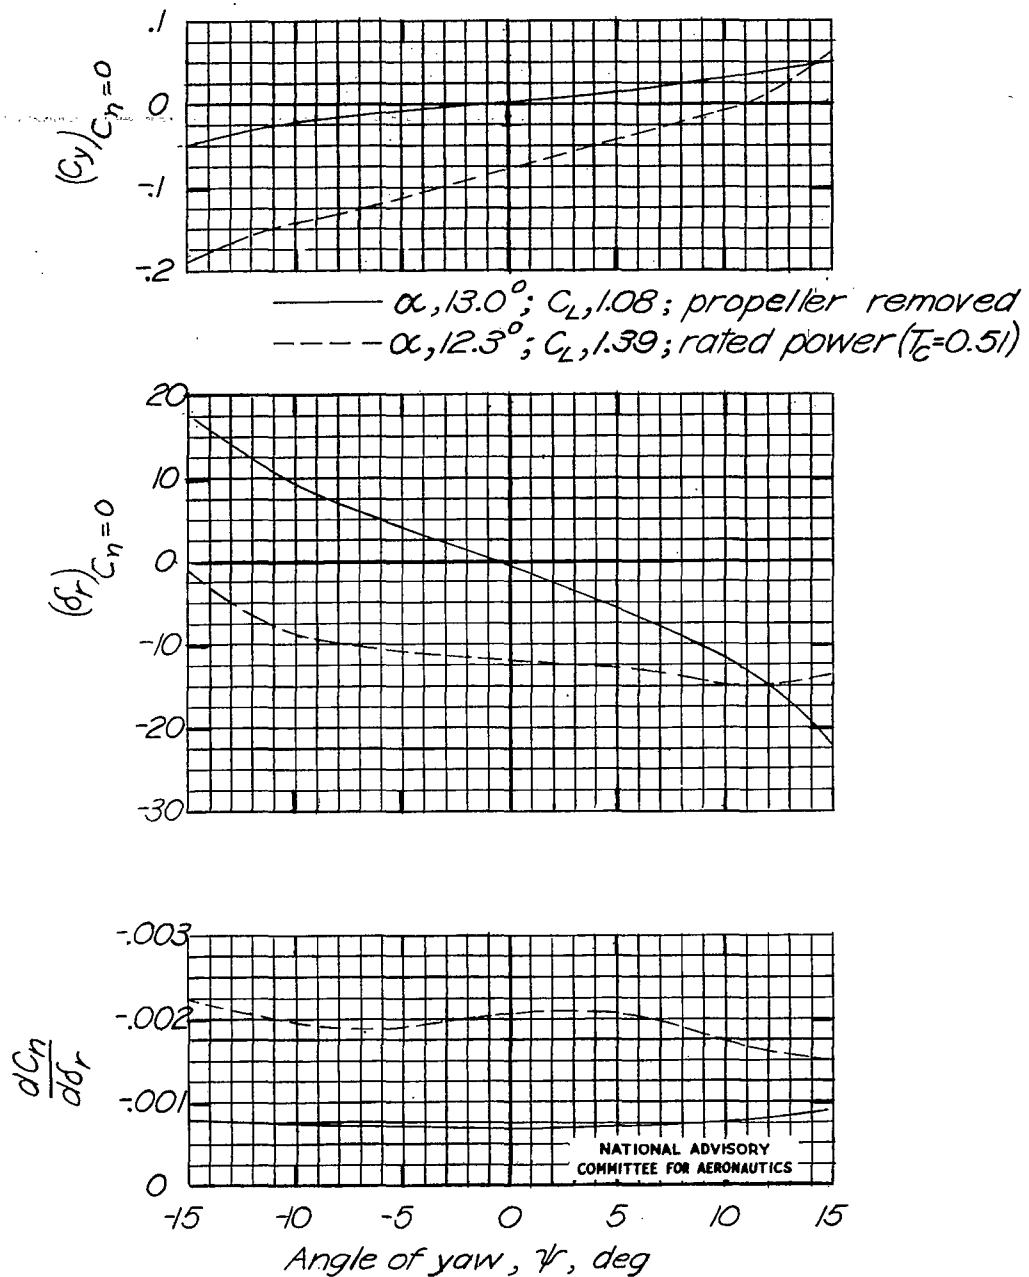 .1
0
-.1
-.2
(Cy)Cn=0
α, 13.0°; CL, 1.08; propeller removed
α, 12.3°; CL, 1.39; rated power (Tc=0.51)
20
10
0
-10
-20
-30
(δr)Cn=0
-.003
-.002
-.001
0
dCn
dδr
NATIONAL ADVISORY
COMMITTEE FOR AERONAUTICS
-15 -10 -5 0 5 10 15
Angle of yaw, ψ, deg